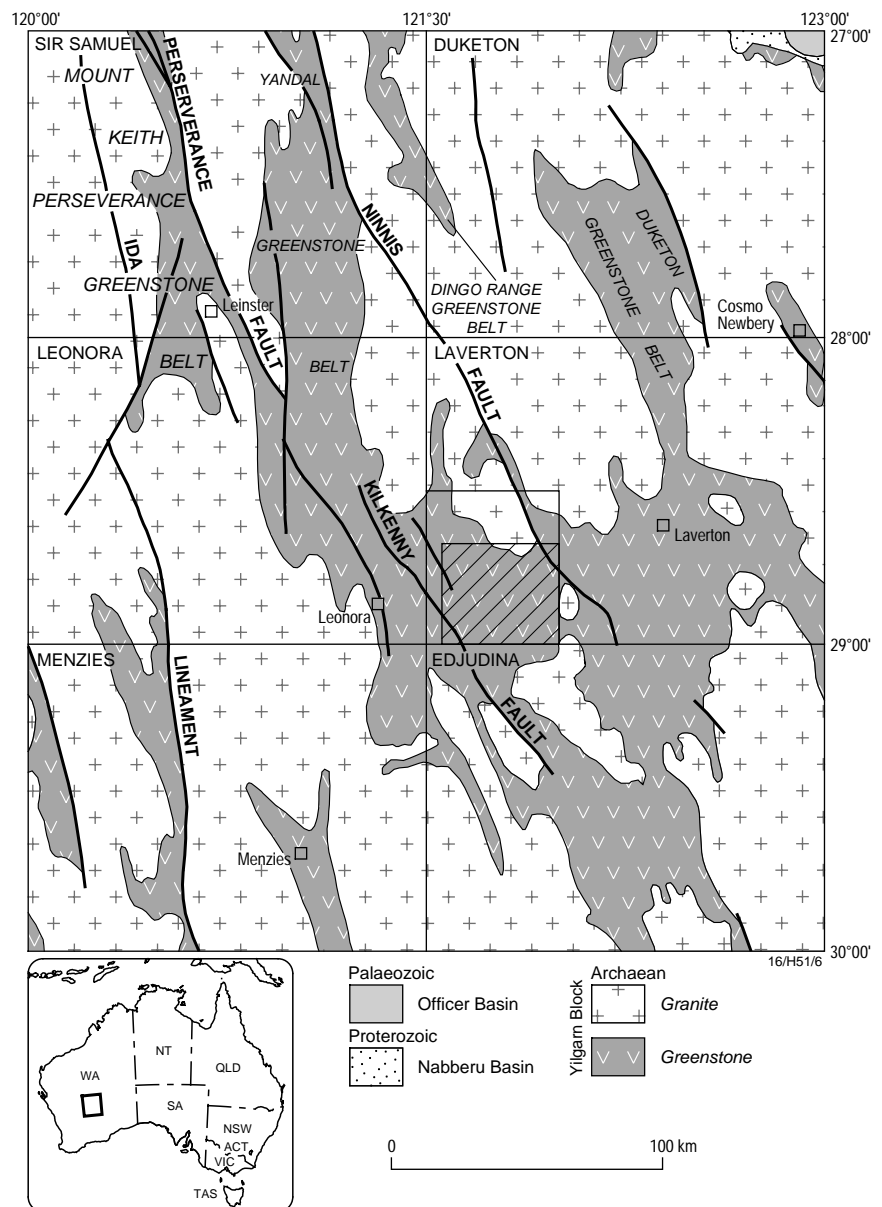 120°00'
121°30'
123°00'
27°00'
SIR SAMUEL
DUKETON
MOUNT
PERSERVERANCE
YANDAL
KEITH
PERSEVERANCE
NINNIS
GREENSTONE
DUKETON
IDA
GREENSTONE
GREENSTONE
DINGO RANGE
GREENSTONE
BELT
Leinster
Cosmo
Newbery
FAULT
28°00'
LEONORA
LAVERTON
BELT
BELT
BELT
FAULT
KILKENNY
Laverton
Leonora
29°00'
MENZIES
EDJUDINA
LINEAMENT
FAULT
Menzies
30°00'
16/H51/6
WA
NT
QLD
SA
NSW
ACT
VIC
TAS
Palaeozoic
Officer Basin
Proterozoic
Nabberu Basin
Yilgarn Block
Archaean
Granite
Greenstone
0
100 km